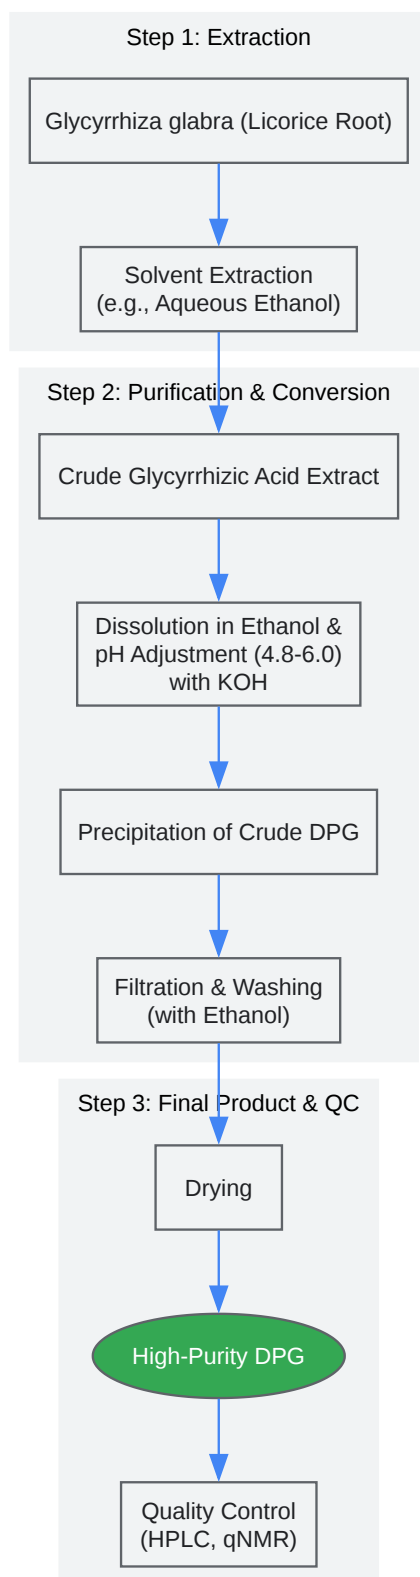 Step 1: Extraction
Glycyrrhiza glabra (Licorice Root)
Solvent Extraction
(e.g., Aqueous Ethanol)
Step 2: Purification & Conversion
Crude Glycyrrhizic Acid Extract
Dissolution in Ethanol &
pH Adjustment (4.8-6.0)
with KOH
Precipitation of Crude DPG
Filtration & Washing
(with Ethanol)
Step 3: Final Product & QC
Drying
High-Purity DPG
Quality Control
(HPLC, qNMR)